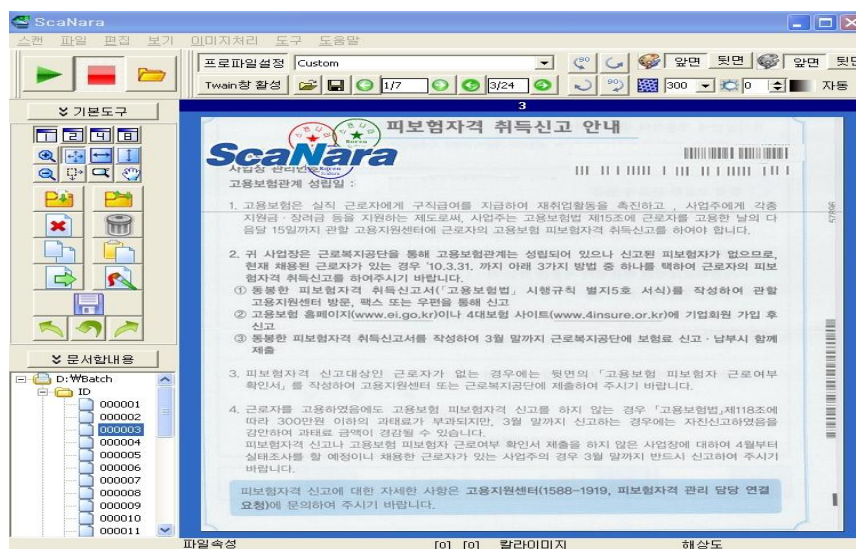 ScaNara
스캔 파일 편집 보기 이미지처리 도구 도움말
프로파일설정 Custom 앞면 뒷면 앞면
Twain창 활성 1/7 3/24 300 0 자동
기본도구
3
피보험자격 취득신고 안내
ScaNara
고용보험관계 성립일 :
1. 고용보험은 실직 근로자에게 구직급여를 지급하여 재취업활동을 촉진하고 , 사업주에게 각종
지원금 · 장려금 등을 지원하는 제도로써, 사업주는 고용보험법 제15조에 근로자를 고용한 날의 다
음달 15일까지 관할 고용지원센터에 근로자의 고용보험 피보험자격 취득신고를 하여야 합니다.
2. 귀 사업장은 근로복지공단을 통해 고용보험관계는 성립되어 있으나 신고된 피보험자가 없으므로,
현재 채용된 근로자가 있는 경우 '10.3.31. 까지 아래 3가지 방법 중 하나를 택하여 근로자의 피보
험자격 취득신고를 하여주시기 바랍니다.
① 동봉한 피보험자격 취득신고서(「고용보험법」 시행규칙 별지5호 서식)를 작성하여 관할
고용지원센터 방문, 팩스 또는 우편을 통해 신고
② 고용보험 홈페이지(www.ei.go.kr)이나 4대보험 사이트(www.4insure.or.kr)에 기업회원 가입 후
신고
③ 동봉한 피보험자격 취득신고서를 작성하여 3월 말까지 근로복지공단에 보험료 신고 · 납부시 함께
제출
3. 피보험자격 신고대상인 근로자가 없는 경우에는 뒷면의 「고용보험 피보험자 근로여부
확인서」를 작성하여 고용지원센터 또는 근로복지공단에 제출하여 주시기 바랍니다.
4. 근로자를 고용하였음에도 고용보험 피보험자격 신고를 하지 않는 경우 「고용보험법」제118조에
따라 300만원 이하의 과태료가 부과되지만, 3월 말까지 신고하는 경우에는 자진신고하였음을
감안하여 과태료 금액이 경감될 수 있습니다.
피보험자격 신고나 고용보험 피보험자 근로여부 확인서 제출을 하지 않은 사업장에 대하여 4월부터
실태조사를 할 예정이니 채용한 근로자가 있는 사업주의 경우 3월 말까지 반드시 신고하여 주시기
바랍니다.
피보험자격 신고에 대한 자세한 사항은 고용지원센터(1588-1919, 피보험자격 관리 담당 연결
요청)에 문의하여 주시기 바랍니다.
57806
문서함내용
D:₩Batch
ID
000001
000002
000003
000004
000005
000006
000007
000008
000009
000010
000011
파일속성 [0] [0] 칼라이미지 해상도